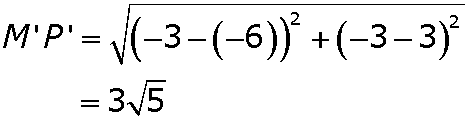 M'P' = √((−3−(−6))² + (−3−3)²)
= 3√5